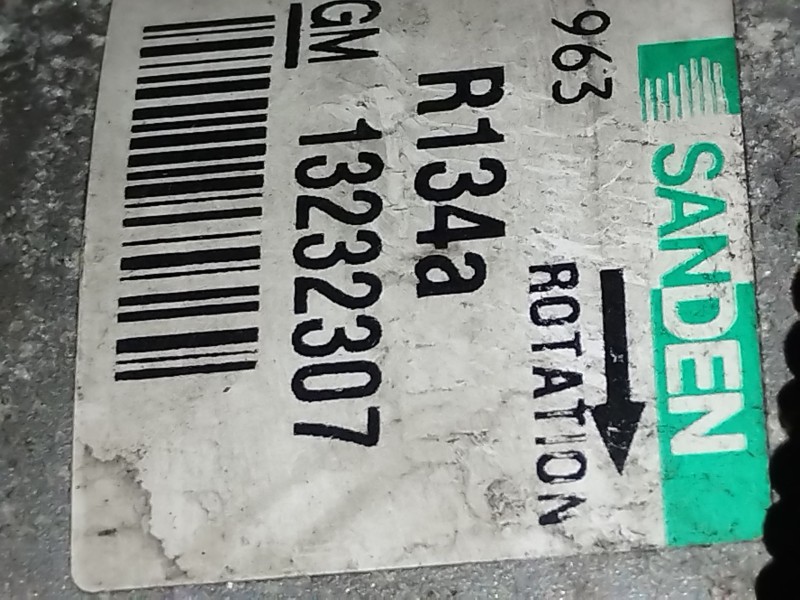 SANDEN
963
ROTATION
R134a
GM 13232307